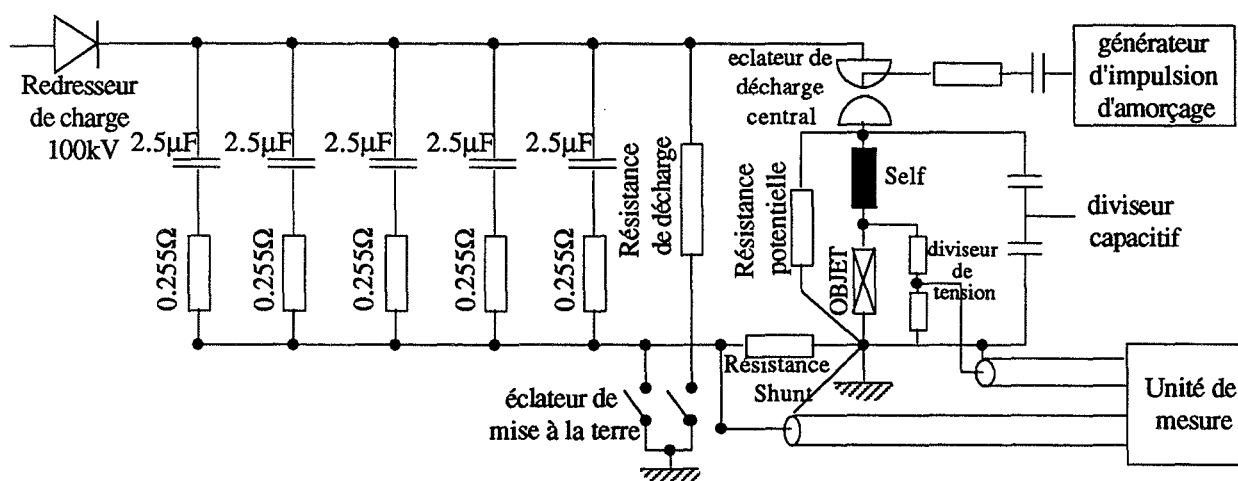 Redresseur
de charge
100kV
2.5µF
2.5µF
2.5µF
2.5µF
2.5µF
0.255Ω
0.255Ω
0.255Ω
0.255Ω
0.255Ω
Résistance
de décharge
eclateur de
décharge
central
générateur
d'impulsion
d'amorçage
Résistance
potentielle
Self
OBJET
diviseur
de
tension
diviseur
capacitif
Résistance
Shunt
éclateur de
mise à la terre
Unité de
mesure